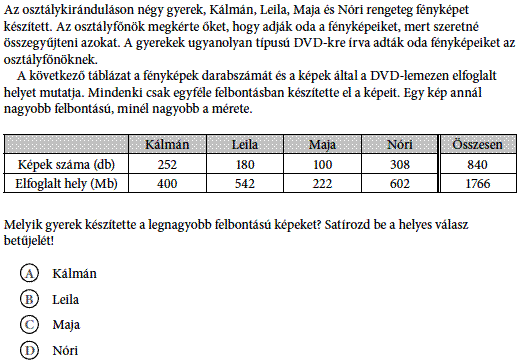 Az osztálykiránduláson négy gyerek, Kálmán, Leila, Maja és Nóri rengeteg fényképet
készített. Az osztályfőnök megkérte őket, hogy adják oda a fényképeiket, mert szeretné
összegyűjteni azokat. A gyerekek ugyanolyan típusú DVD-kre írva adták oda fényképeiket az
osztályfőnöknek.
A következő táblázat a fényképek darabszámát és a képek által a DVD-lemezen elfoglalt
helyet mutatja. Mindenki csak egyféle felbontásban készítette el a képeit. Egy kép annál
nagyobb felbontású, minél nagyobb a mérete.
Kálmán Leila Maja Nóri Összesen
Képek száma (db) 252 180 100 308 840
Elfoglalt hely (Mb) 400 542 222 602 1766
Melyik gyerek készítette a legnagyobb felbontású képeket? Satírozd be a helyes válasz
betűjelét!
A Kálmán
B Leila
C Maja
D Nóri